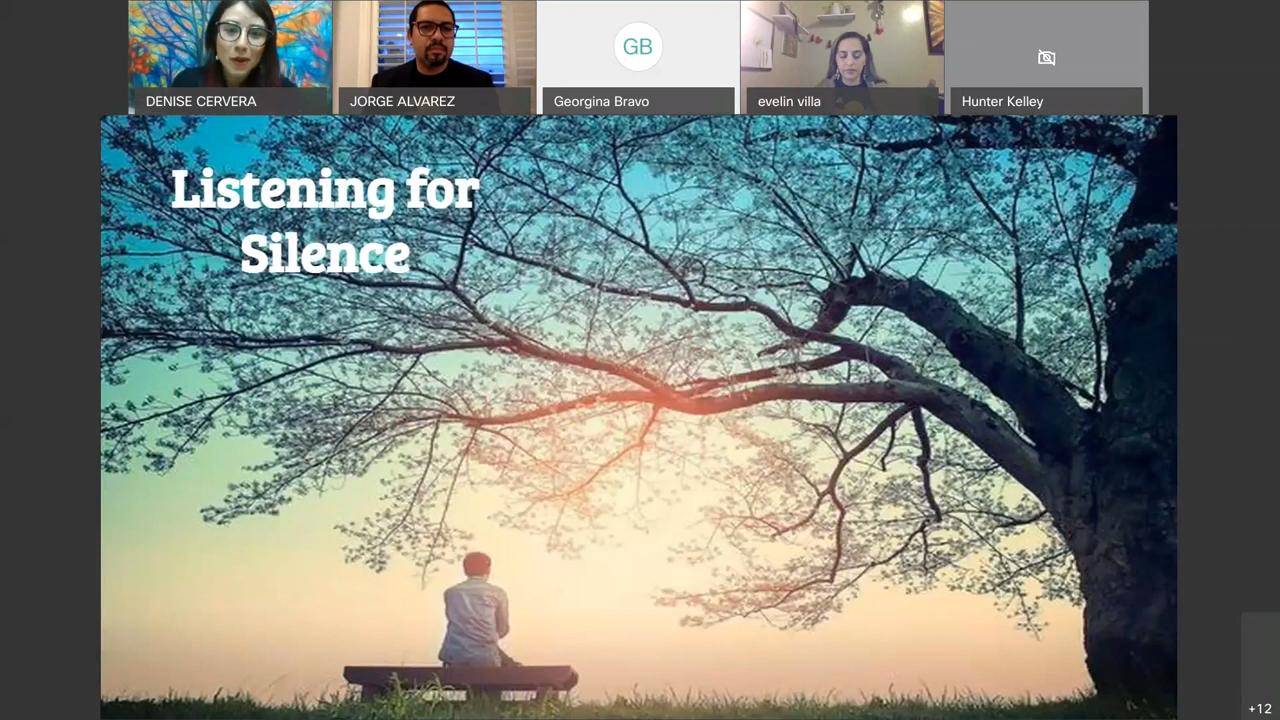 GB
DENISE CERVERA
JORGE ALVAREZ
Georgina Bravo
evelin villa
Hunter Kelley
Listening for
Silence
+12